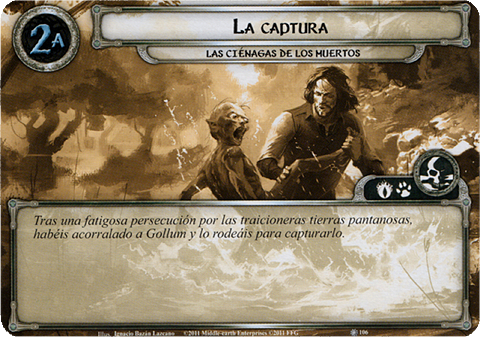 2A
La captura
Las Ciénagas de los Muertos
Tras una fatigosa persecución por las traicioneras tierras pantanosas,
habéis acorralado a Gollum y lo rodeáis para capturarlo.
Illus. Ignacio Bazán Lazcano ©2011 Middle-earth Enterprises ©2011 FFG 106